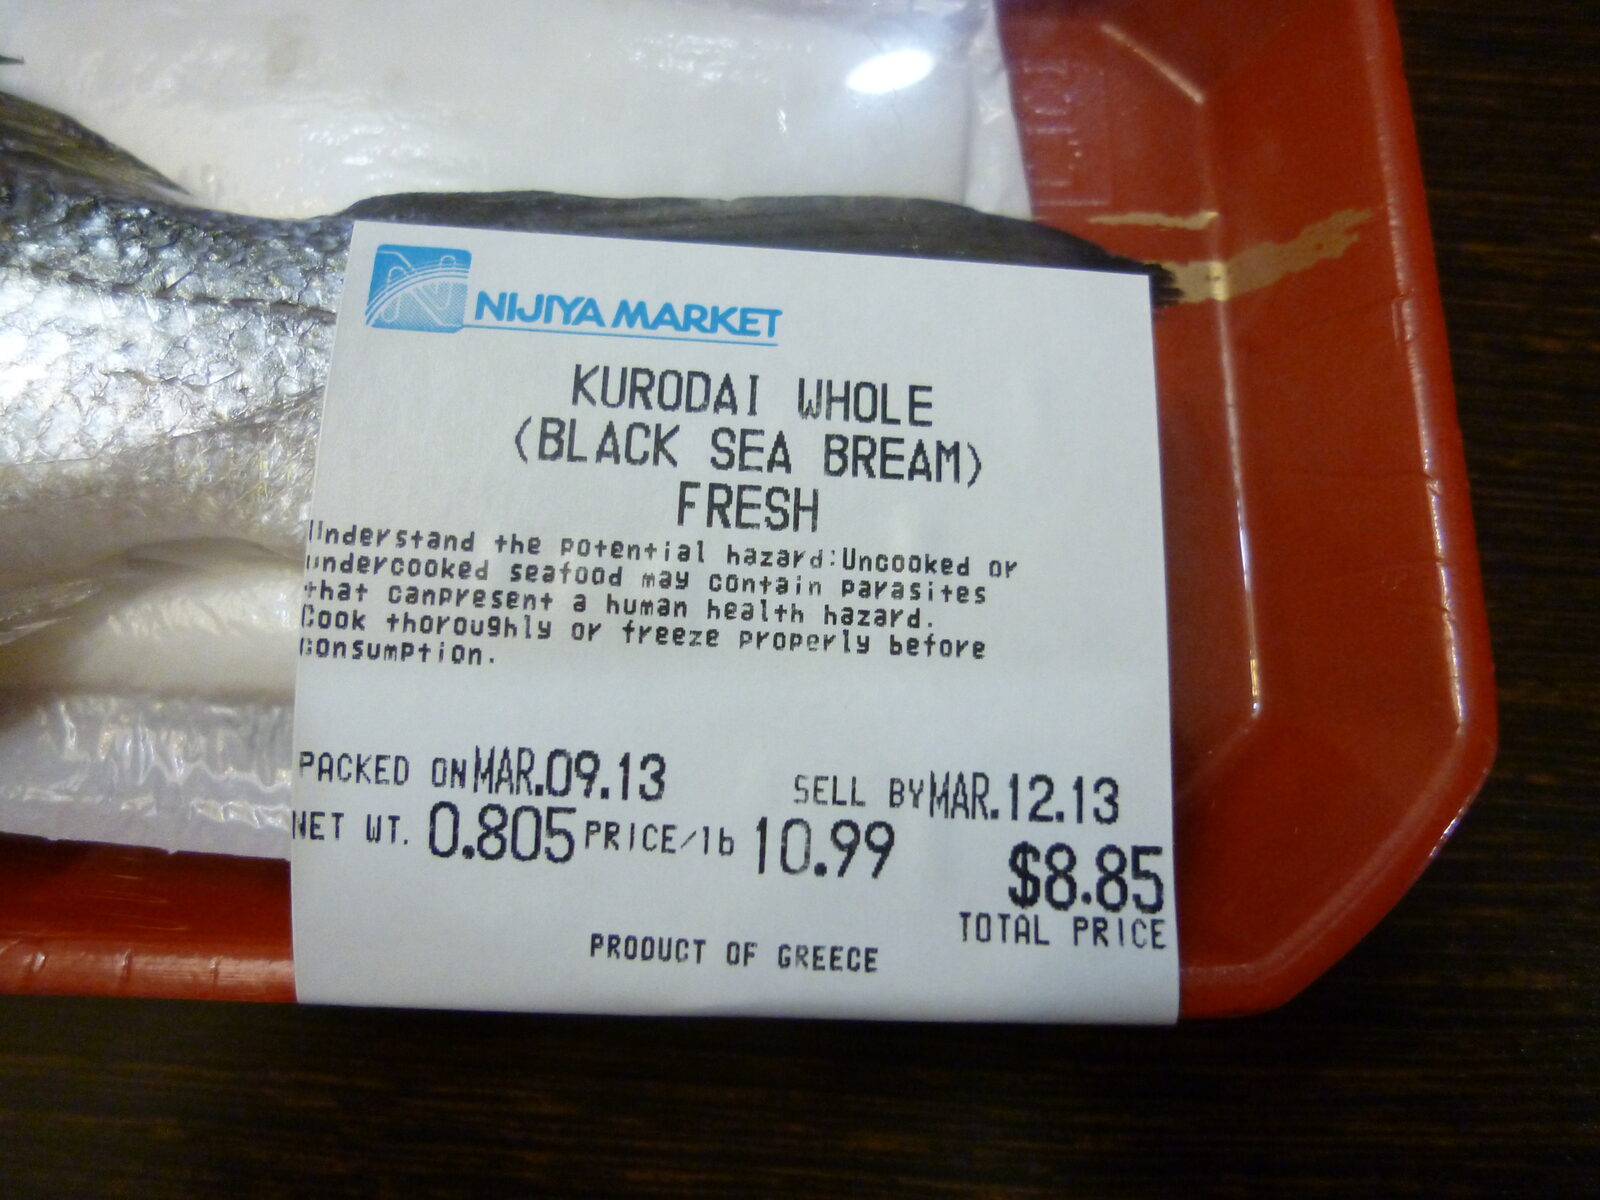 NIJIYA MARKET
KURODAI WHOLE
(BLACK SEA BREAM)
FRESH
Understand the potential hazard:Uncooked or
undercooked seafood may contain parasites
that canpresent a human health hazard.
Cook thoroughly or freeze properly before
consumption.
PACKED ON MAR.09.13 SELL BY MAR.12.13
NET WT. 0.805 PRICE/lb 10.99 $8.85
TOTAL PRICE
PRODUCT OF GREECE